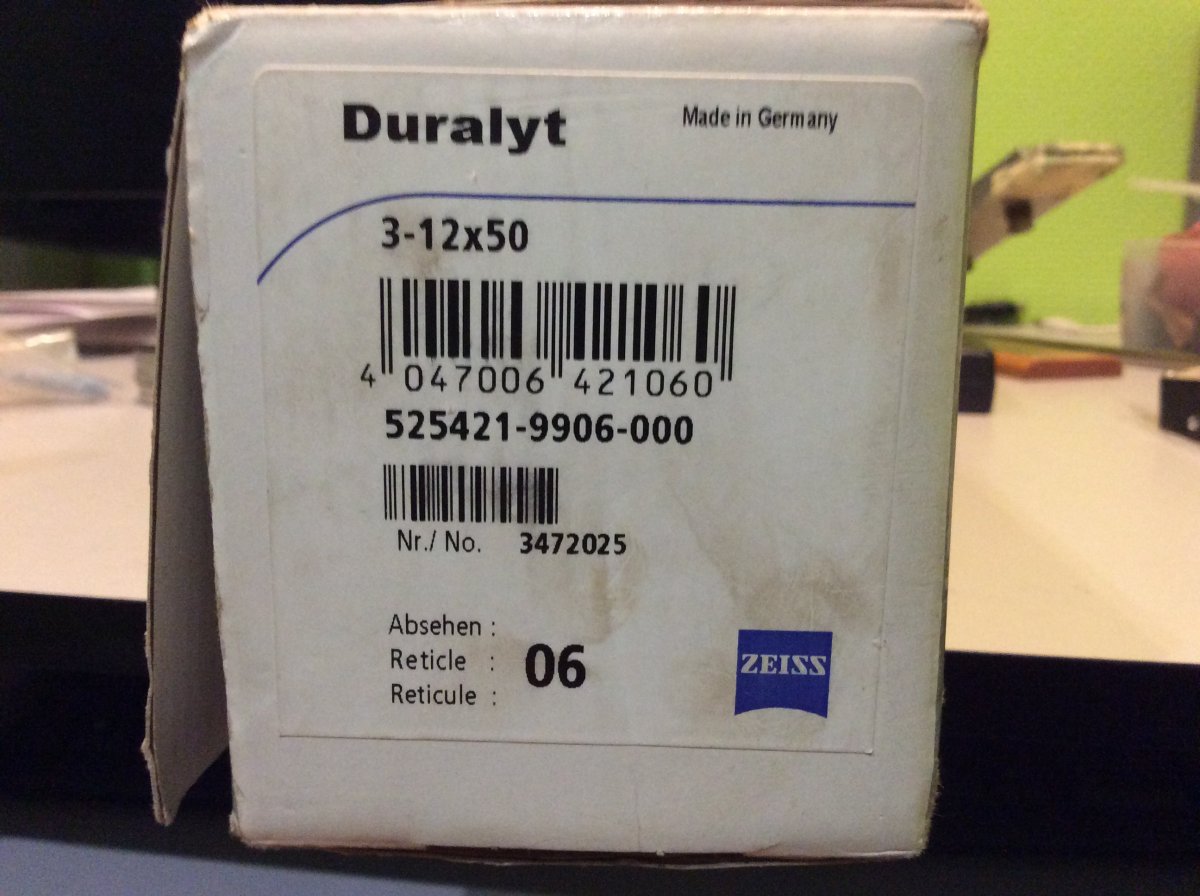 Duralyt
Made in Germany
3-12x50
4 047006 421060
525421-9906-000
Nr./ No. 3472025
Absehen :
Reticle : 06
Reticule :
ZEISS